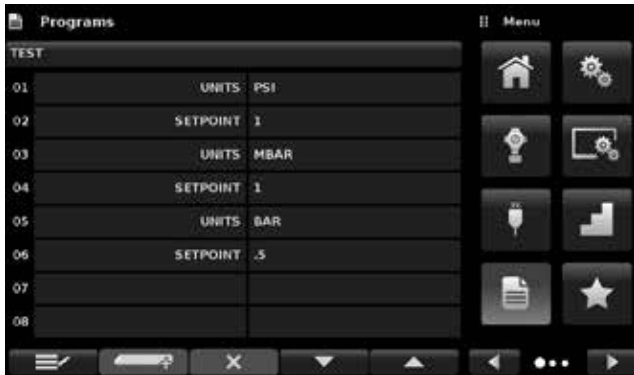 Programs
Menu
TEST
01 UNITS PSI
02 SETPOINT 1
03 UNITS MBAR
04 SETPOINT 1
05 UNITS BAR
06 SETPOINT .5
07
08